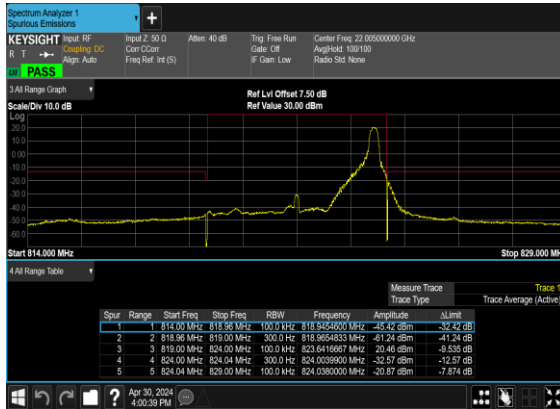 Spectrum Analyzer 1
Spurious Emissions
KEYSIGHT Input: RF Input Z: 50 Ω Atten: 40 dB Trig: Free Run Center Freq: 22.005000000 GHz
R T Coupling: DC Corr CCorr Gate: Off Avg|Hold: 100/100
Align: Auto Freq Ref: Int (S) IF Gain: Low Radio Std: None
LV PASS
3 All Range Graph
Ref Lvl Offset 7.50 dB
Scale/Div 10.0 dB Ref Value 30.00 dBm
Log
20.0
10.0
0.00
-10.0
-20.0
-30.0
-40.0
-50.0
-60.0
Start 814.000 MHz Stop 829.000 MH
4 All Range Table
Measure Trace Trace 1
Trace Type Trace Average (Active)
Spur Range Start Freq Stop Freq RBW Frequency Amplitude ΔLimit
1 1 814.00 MHz 818.96 MHz 100.0 kHz 818.9454600 MHz -45.42 dBm -32.42 dB
2 2 818.96 MHz 819.00 MHz 300.0 Hz 818.9654833 MHz -61.24 dBm -41.24 dB
3 3 819.00 MHz 824.00 MHz 100.0 kHz 823.6416667 MHz 20.46 dBm -9.535 dB
4 4 824.00 MHz 824.04 MHz 300.0 Hz 824.0039900 MHz -32.57 dBm -12.57 dB
5 5 824.04 MHz 829.00 MHz 100.0 kHz 824.0380000 MHz -20.87 dBm -7.874 dB
? Apr 30, 2024
4:00:39 PM